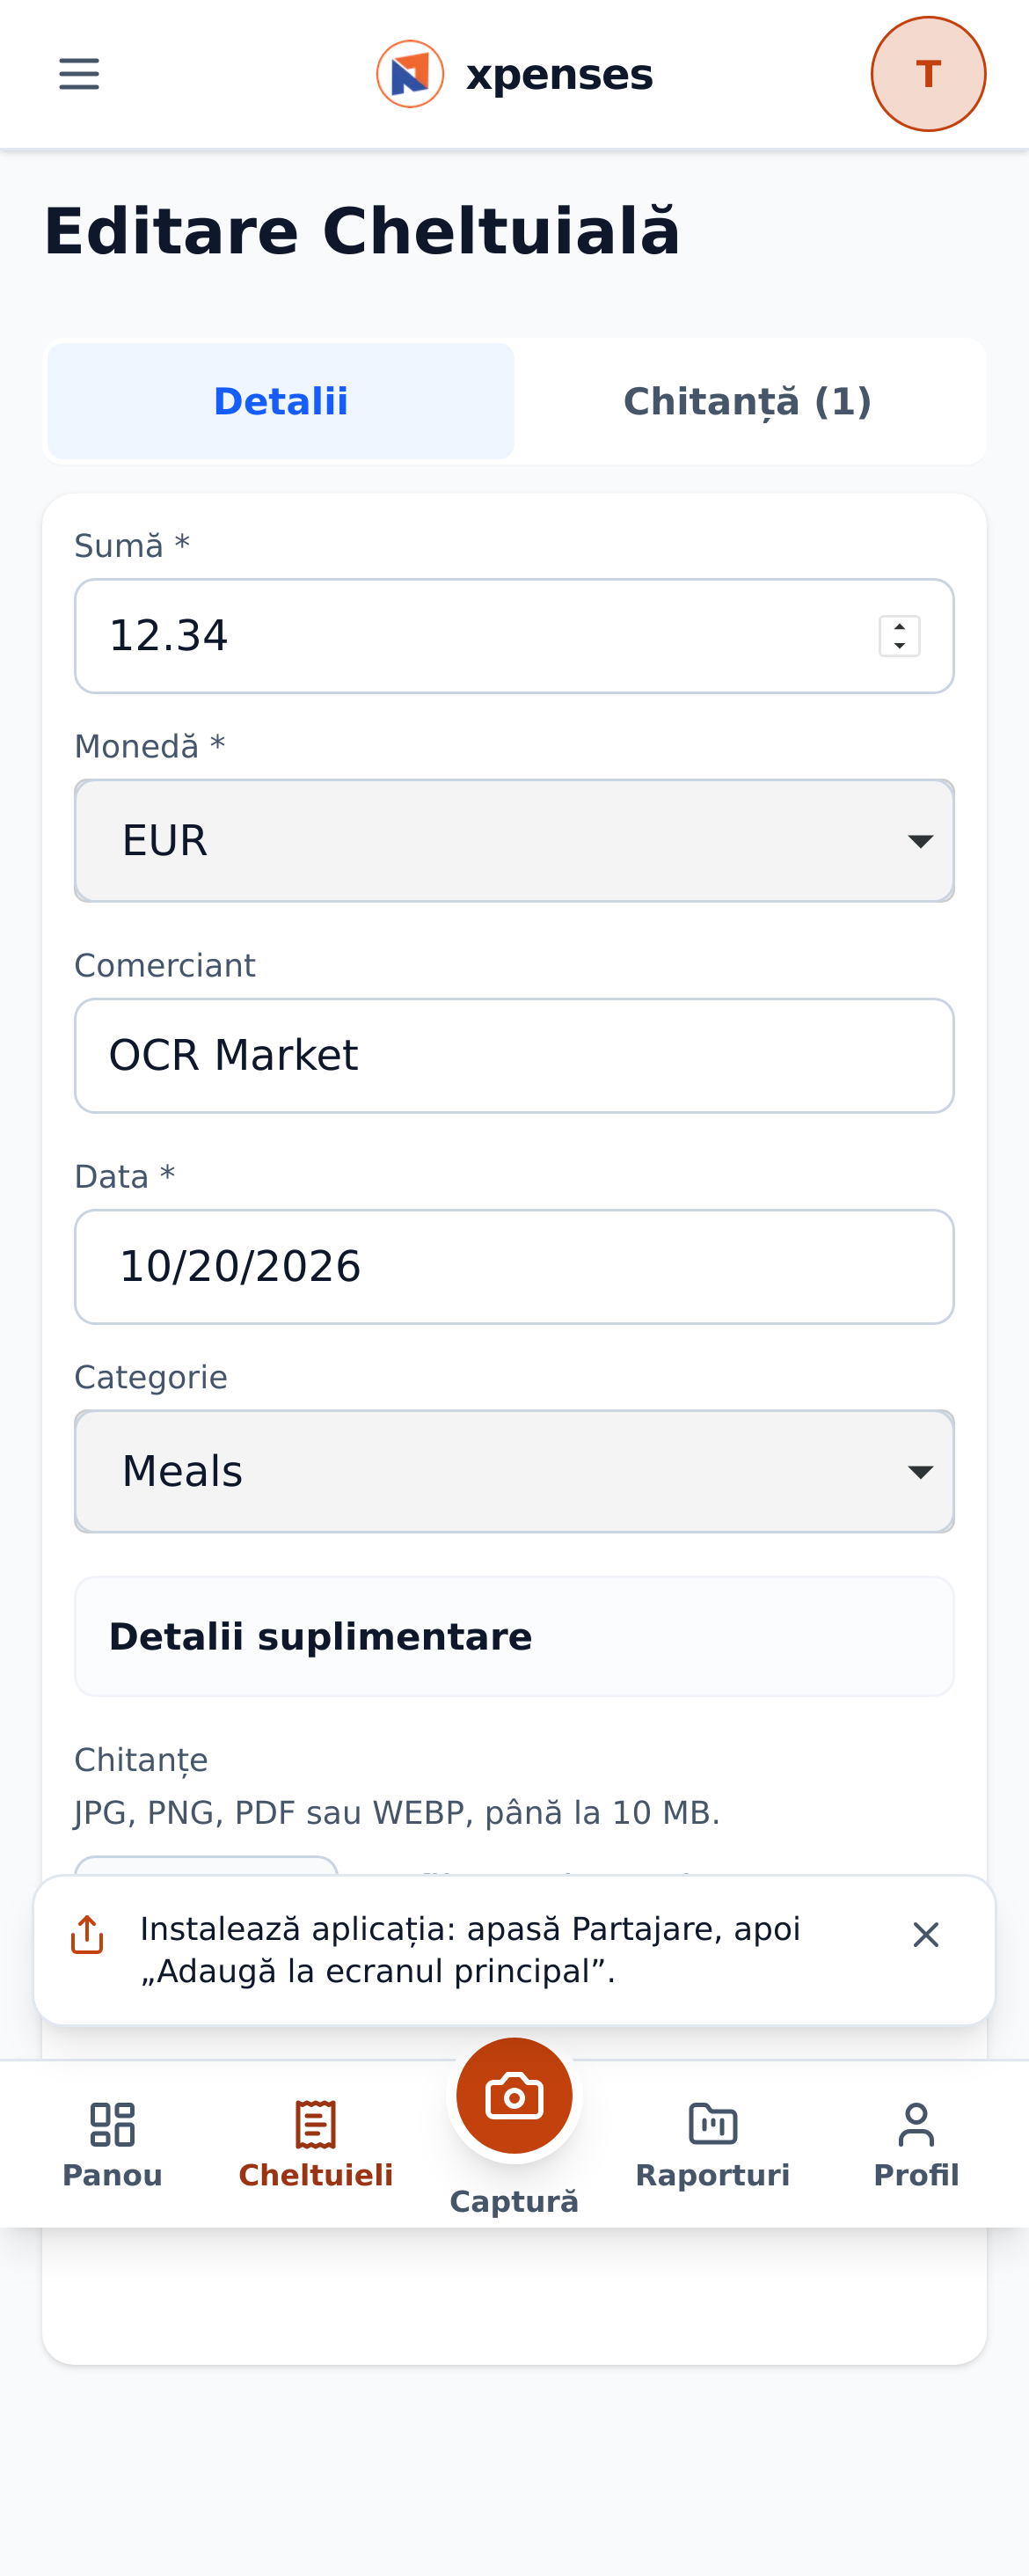 xpenses
T
Editare Cheltuială
Detalii
Chitanță (1)
Sumă *
12.34
Monedă *
EUR
Comerciant
OCR Market
Data *
10/20/2026
Categorie
Meals
Detalii suplimentare
Chitanțe
JPG, PNG, PDF sau WEBP, până la 10 MB.
Instalează aplicația: apasă Partajare, apoi
„Adaugă la ecranul principal”.
Panou
Cheltuieli
Captură
Raporturi
Profil